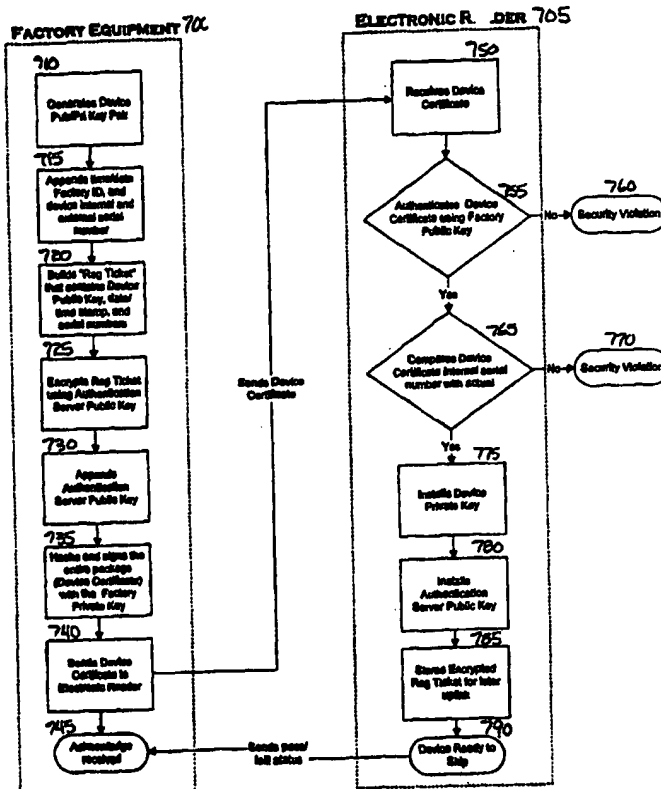 FACTORY EQUIPMENT 700
710
Generates Device
Pub/Pri Key Pair
715
Appends time/date
Factory ID, and
device internal and
external serial
number
720
Builds "Reg Ticket"
that contains Device
Public Key, date/
time stamp, and
serial numbers
725
Encrypts Reg Ticket
using Authentication
Server Public Key
730
Appends
Authentication
Server Public Key
735
Hashs and signs the
entire package
(Device Certificate)
with the Factory
Private Key
740
Sends Device
Certificate to
Electronic Reader
745
Acknowledge
received
Sends Device
Certificate
Sends pass/
fail status
ELECTRONIC R DER 705
750
Receives Device
Certificate
755
Authenticates Device
Certificate using Factory
Public Key
No
760
Security Violation
Yes
765
Compares Device
Certificate internal serial
number with actual
No
770
Security Violation
Yes
775
Installs Device
Private Key
780
Installs
Authentication
Server Public Key
785
Stores Encrypted
Reg Ticket for later
uplink
790
Device Ready to
Ship